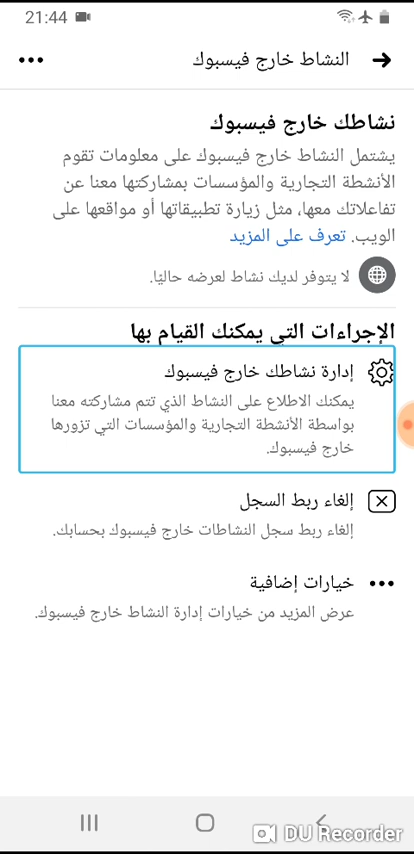 21:44
النشاط خارج فيسبوك
نشاطك خارج فيسبوك
يشتمل النشاط خارج فيسبوك على معلومات تقوم
الأنشطة التجارية والمؤسسات بمشاركتها معنا عن
تفاعلاتك معها، مثل زيارة تطبيقاتها أو مواقعها على
الويب. تعرف على المزيد
لا يتوفر لديك نشاط لعرضه حاليًا.
الإجراءات التي يمكنك القيام بها
إدارة نشاطك خارج فيسبوك
يمكنك الاطلاع على النشاط الذي تتم مشاركته معنا
بواسطة الأنشطة التجارية والمؤسسات التي تزورها
خارج فيسبوك.
إلغاء ربط السجل
إلغاء ربط سجل النشاطات خارج فيسبوك بحسابك.
خيارات إضافية
عرض المزيد من خيارات إدارة النشاط خارج فيسبوك.
DU Recorder